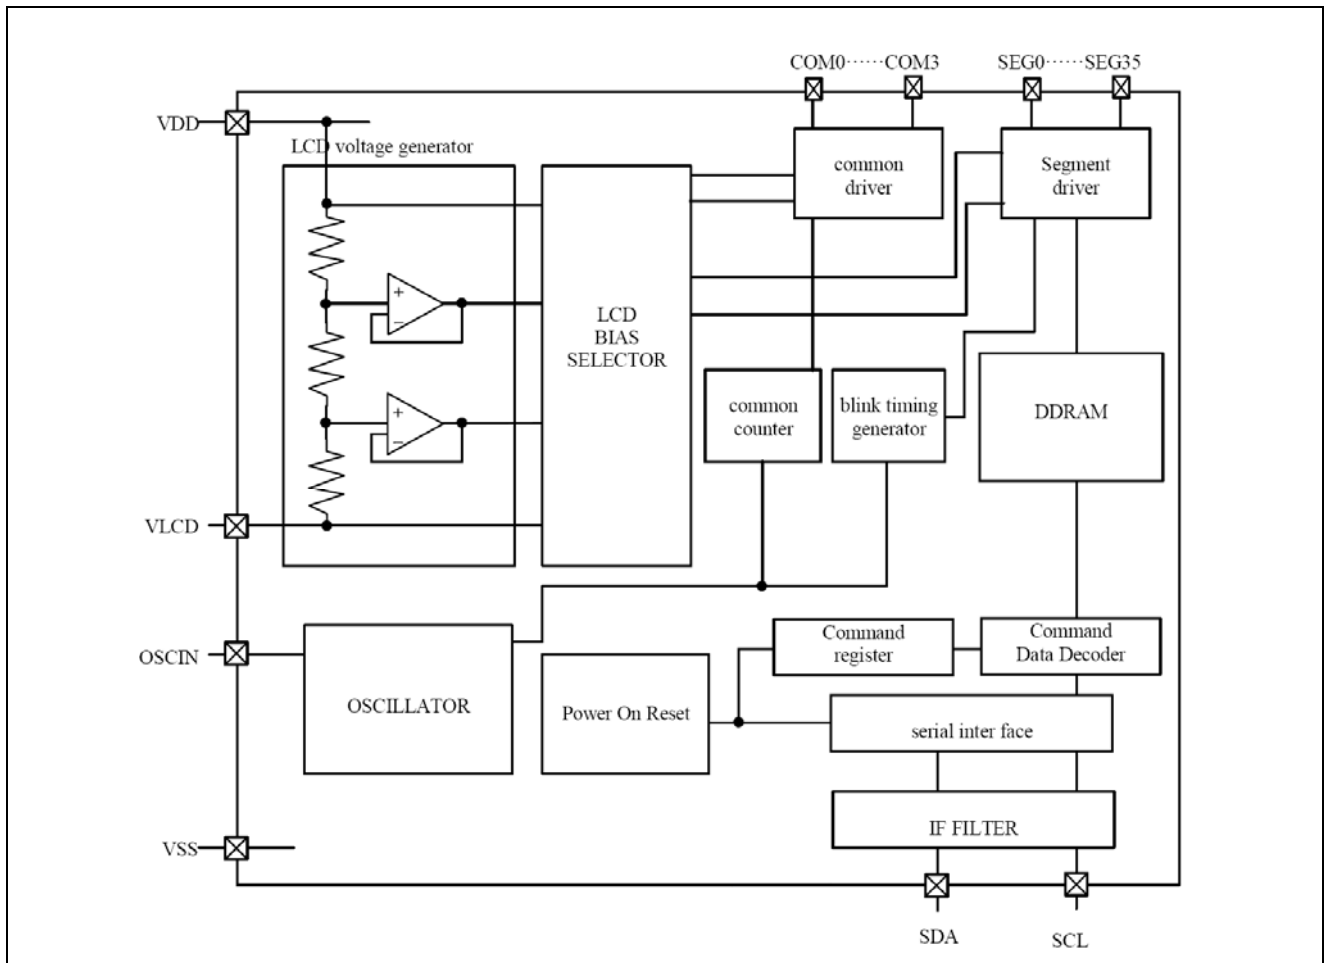 COM0······COM3
SEG0······SEG35
VDD
LCD voltage generator
common
driver
Segment
driver
+
−
LCD
BIAS
SELECTOR
common
counter
blink timing
generator
DDRAM
+
−
VLCD
OSCIN
OSCILLATOR
Power On Reset
Command
register
Command
Data Decoder
serial inter face
IF FILTER
VSS
SDA
SCL